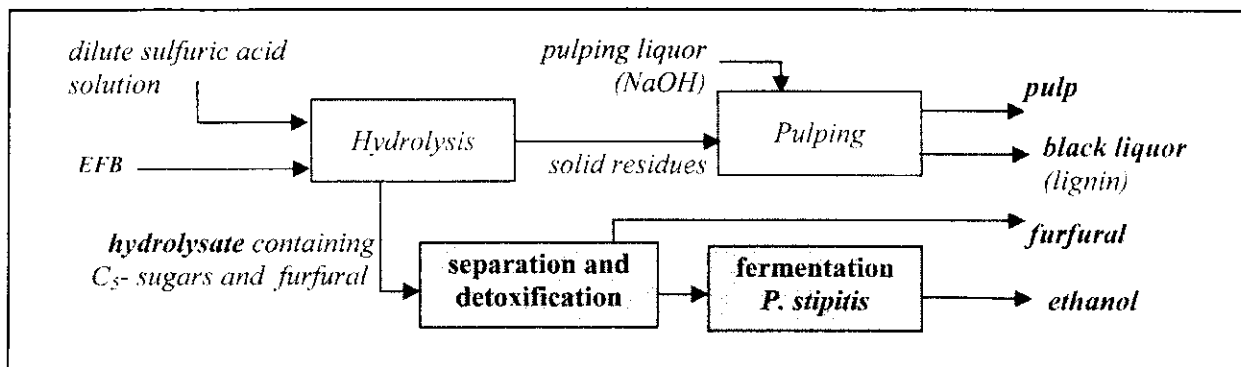 dilute sulfuric acid
solution
pulping liquor
(NaOH)
pulp
Hydrolysis
Pulping
EFB
solid residues
black liquor
(lignin)
hydrolysate containing
C5- sugars and furfural
separation and
detoxification
fermentation
P. stipitis
furfural
ethanol